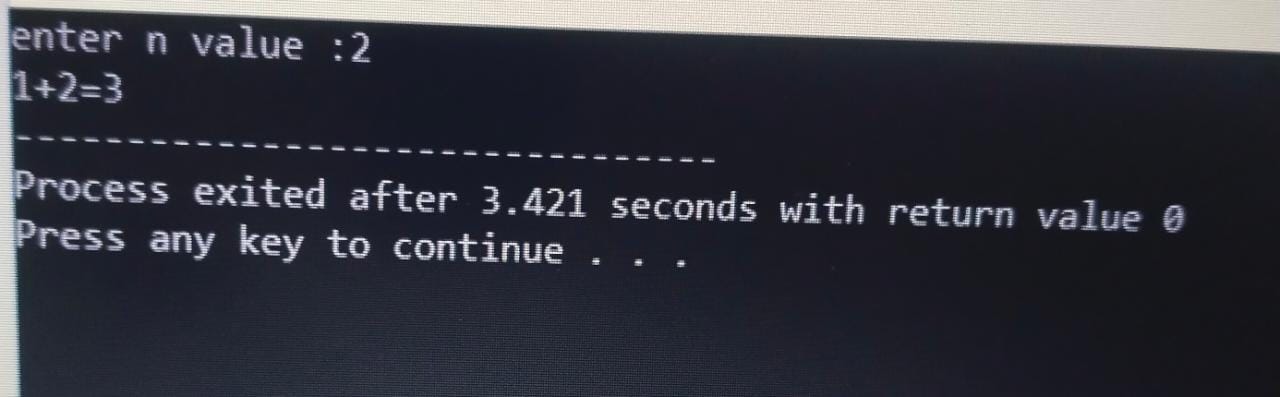 enter n value :2
1+2=3
--------------------------------
Process exited after 3.421 seconds with return value 0
Press any key to continue . . .